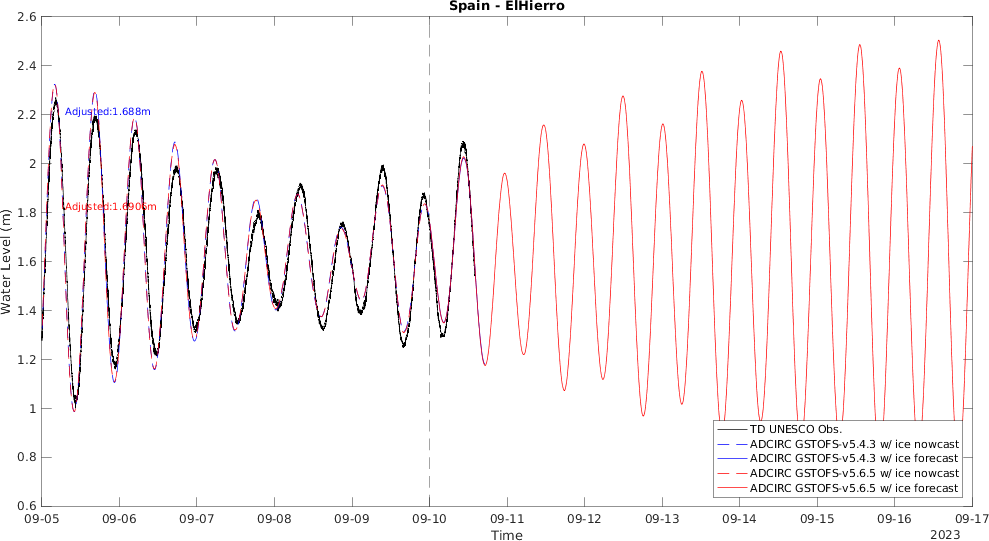 Spain - ElHierro
2.6
2.4
2.2
2
1.8
1.6
1.4
1.2
1
0.8
0.6
Water Level (m)
Adjusted:1.688m
Adjusted:1.6906m
TD UNESCO Obs.
ADCIRC GSTOFS-v5.4.3 w/ ice nowcast
ADCIRC GSTOFS-v5.4.3 w/ ice forecast
ADCIRC GSTOFS-v5.6.5 w/ ice nowcast
ADCIRC GSTOFS-v5.6.5 w/ ice forecast
09-05 09-06 09-07 09-08 09-09 09-10 09-11 09-12 09-13 09-14 09-15 09-16 09-17
Time
2023